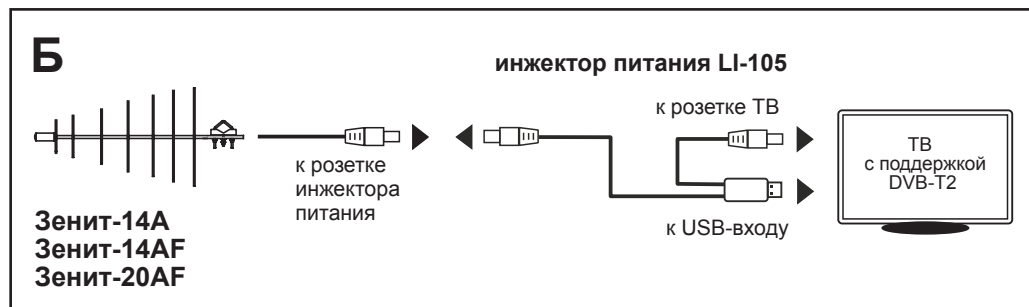 Б
инжектор питания LI-105
к розетке ТВ
к розетке
инжектора
питания
к USB-входу
ТВ
с поддержкой
DVB-T2
Зенит-14A
Зенит-14AF
Зенит-20AF